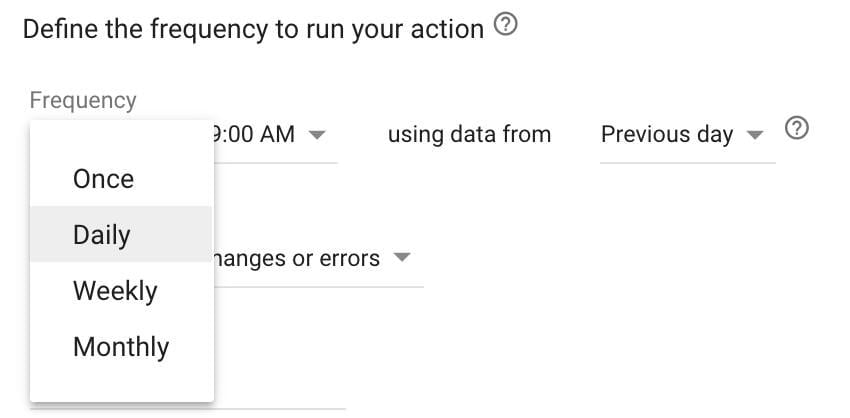 Define the frequency to run your action
Frequency
9:00 AM using data from Previous day
Once
Daily
hanges or errors
Weekly
Monthly